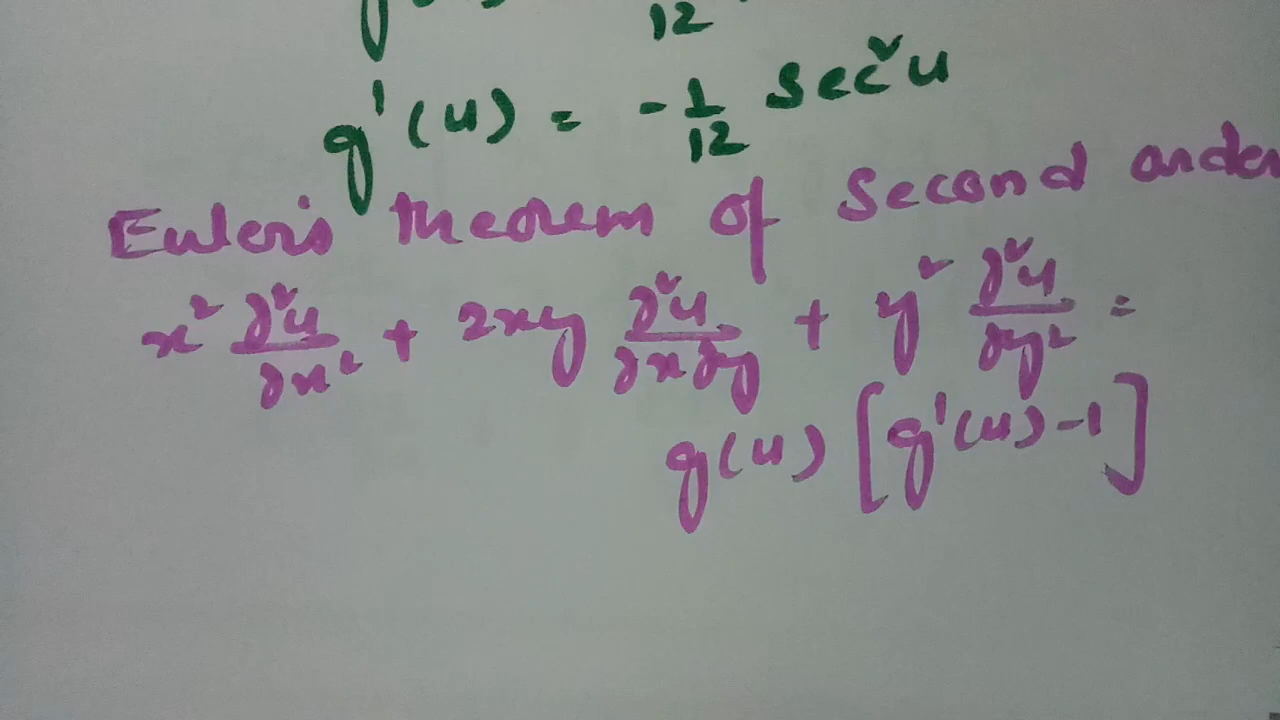 12
g'(u) = -1/12 sec²u
Euler's theorem of second order
x² ∂²u/∂x² + 2xy ∂²u/∂x∂y + y² ∂²u/∂y² =
g(u) [g'(u)-1]